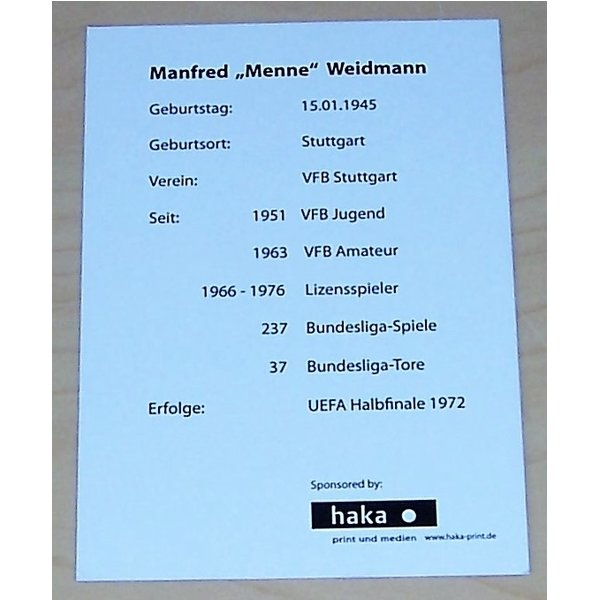 Manfred „Menne“ Weidmann
Geburtstag: 15.01.1945
Geburtsort: Stuttgart
Verein: VFB Stuttgart
Seit: 1951 VFB Jugend
1963 VFB Amateur
1966 - 1976 Lizensspieler
237 Bundesliga-Spiele
37 Bundesliga-Tore
Erfolge: UEFA Halbfinale 1972
Sponsored by:
haka
print und medien www.haka-print.de